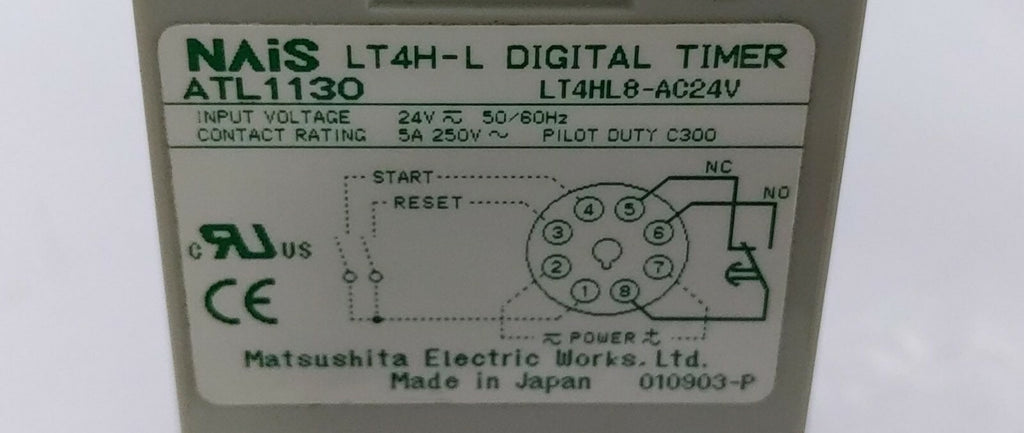 NAiS LT4H-L DIGITAL TIMER
ATL1130 LT4HL8-AC24V
INPUT VOLTAGE 24V 50/60Hz
CONTACT RATING 5A 250V ~ PILOT DUTY C300
START
RESET
NC
NO
4 5
3 6
2 7
1 8
c RU US
CE
POWER
Matsushita Electric Works.Ltd.
Made in Japan 010903-P